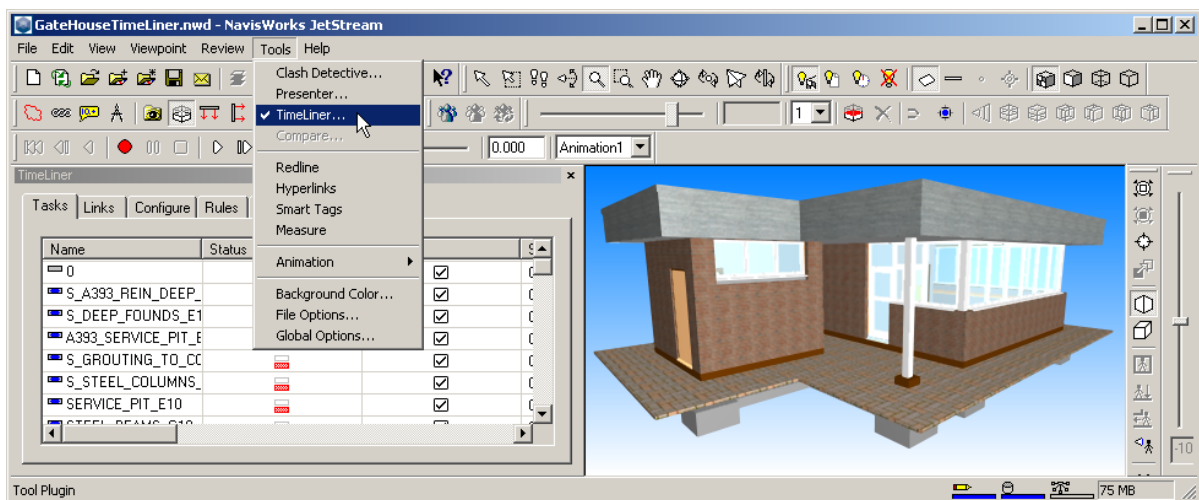 GateHouseTimeLiner.nwd - NavisWorks JetStream
File Edit View Viewpoint Review Tools Help
Clash Detective...
Presenter...
TimeLiner...
Compare...
Redline
Hyperlinks
Smart Tags
Measure
Animation
Background Color...
File Options...
Global Options...
1
0.000 Animation1
TimeLiner
Tasks Links Configure Rules
Name Status
0
S_A393_REIN_DEEP_
S_DEEP_FOUNDS_E1
A393_SERVICE_PIT_E
S_GROUTING_TO_CC
S_STEEL_COLUMNS_
SERVICE_PIT_E10
-10
Tool Plugin 75 MB